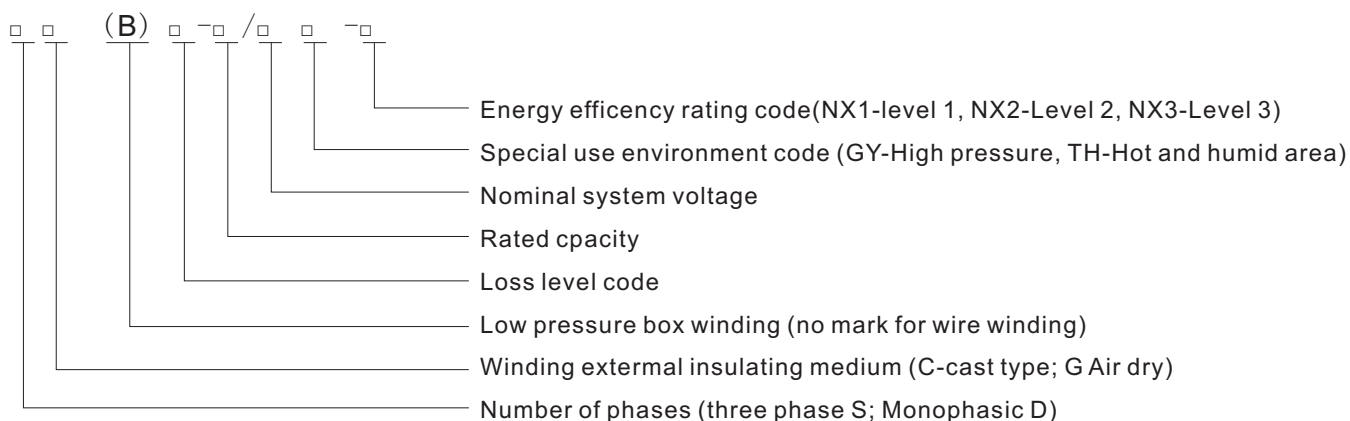 □ □ (B) □ -□ /□ □ -□
Energy efficency rating code(NX1-level 1, NX2-Level 2, NX3-Level 3)
Special use environment code (GY-High pressure, TH-Hot and humid area)
Nominal system voltage
Rated cpacity
Loss level code
Low pressure box winding (no mark for wire winding)
Winding extermal insulating medium (C-cast type; G Air dry)
Number of phases (three phase S; Monophasic D)